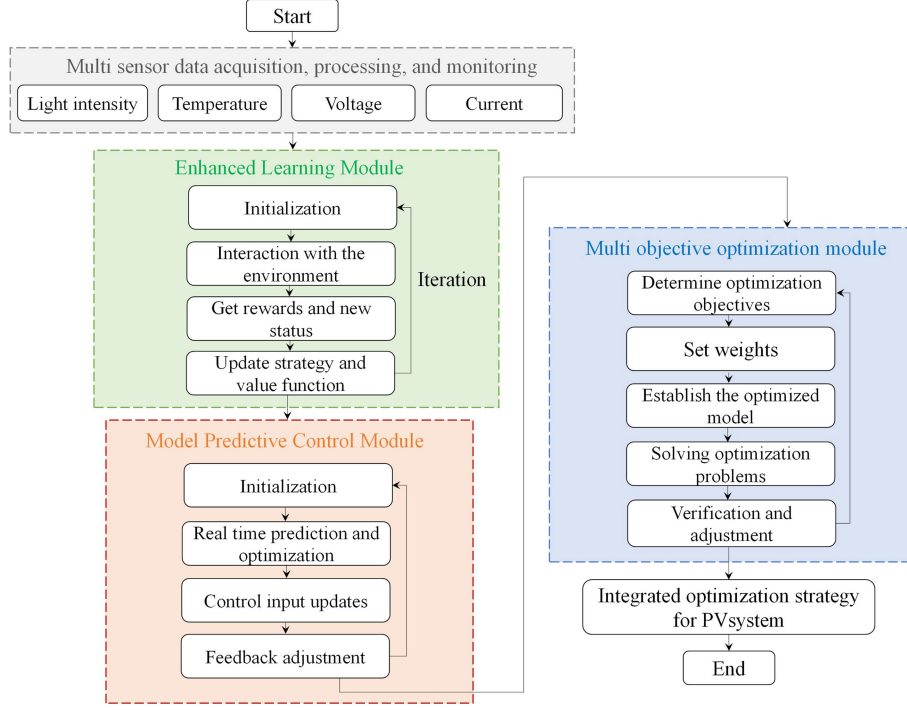 Start
Multi sensor data acquisition, processing, and monitoring
Light intensity
Temperature
Voltage
Current
Enhanced Learning Module
Initialization
Interaction with the
environment
Get rewards and new
status
Update strategy and
value function
Iteration
Model Predictive Control Module
Initialization
Real time prediction and
optimization
Control input updates
Feedback adjustment
Multi objective optimization module
Determine optimization
objectives
Set weights
Establish the optimized
model
Solving optimization
problems
Verification and
adjustment
Integrated optimization strategy
for PVsystem
End